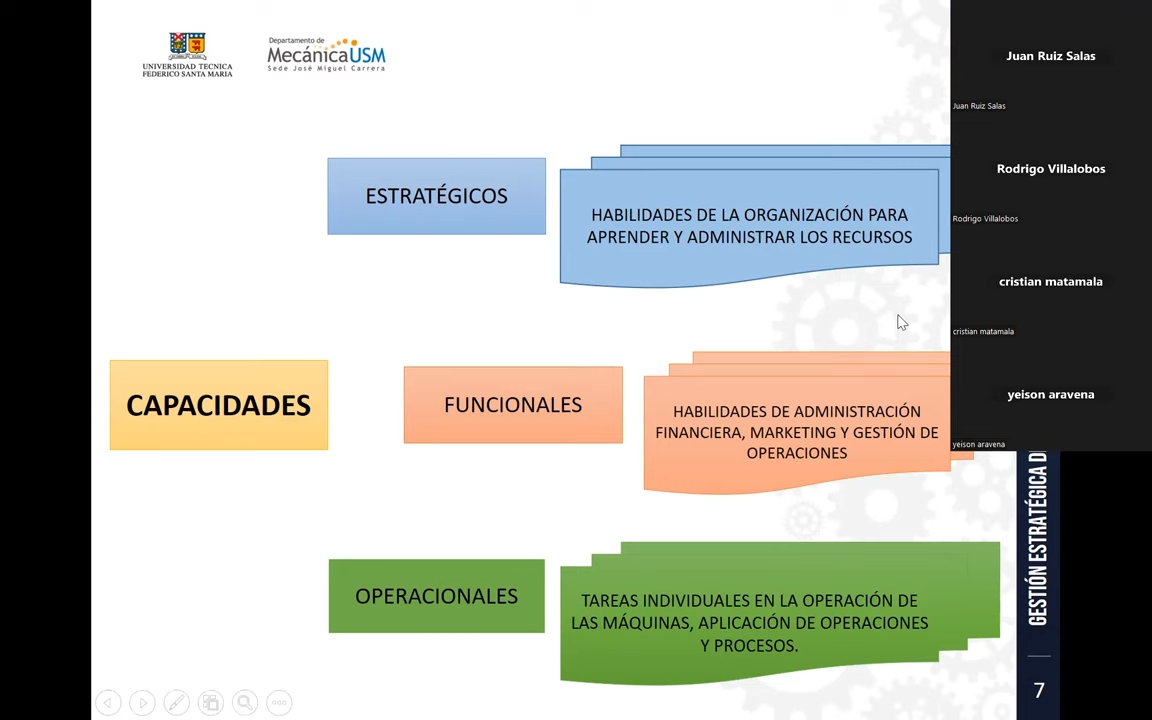 UNIVERSIDAD TECNICA
FEDERICO SANTA MARIA
Departamento de
MecánicaUSM
Sede José Miguel Carrera
ESTRATÉGICOS
HABILIDADES DE LA ORGANIZACIÓN PARA
APRENDER Y ADMINISTRAR LOS RECURSOS
CAPACIDADES
FUNCIONALES
HABILIDADES DE ADMINISTRACIÓN
FINANCIERA, MARKETING Y GESTIÓN DE
OPERACIONES
OPERACIONALES
TAREAS INDIVIDUALES EN LA OPERACIÓN DE
LAS MÁQUINAS, APLICACIÓN DE OPERACIONES
Y PROCESOS.
Juan Ruiz Salas
Juan Ruiz Salas
Rodrigo Villalobos
Rodrigo Villalobos
cristian matamala
cristian matamala
yeison aravena
yeison aravena
GESTIÓN ESTRATÉGICA
7